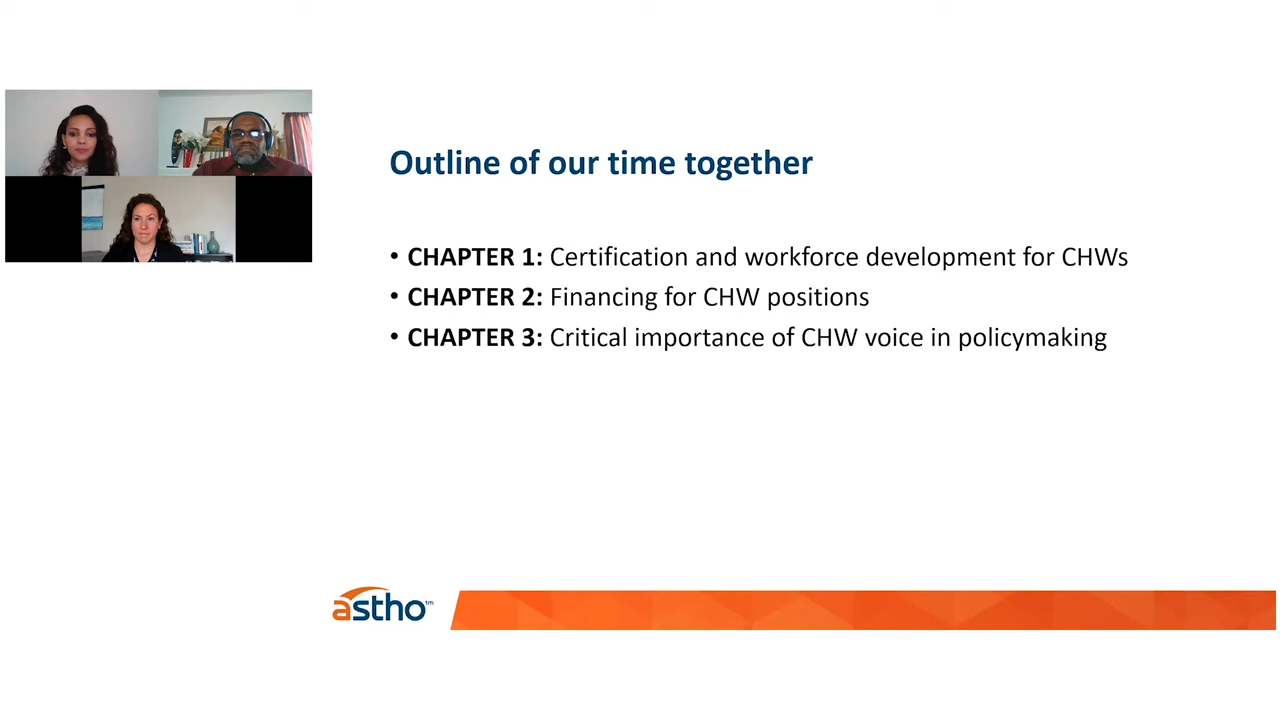 Outline of our time together
• CHAPTER 1: Certification and workforce development for CHWs
• CHAPTER 2: Financing for CHW positions
• CHAPTER 3: Critical importance of CHW voice in policymaking
astho™